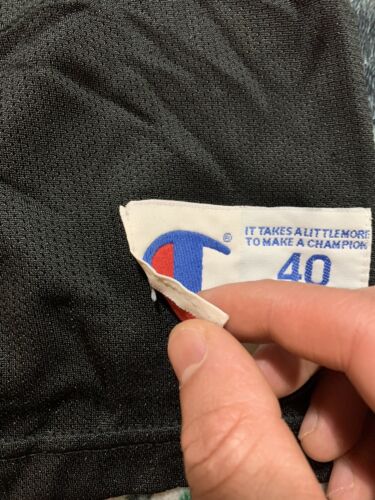 ®
IT TAKES A LITTLE MORE
TO MAKE A CHAMPION
40